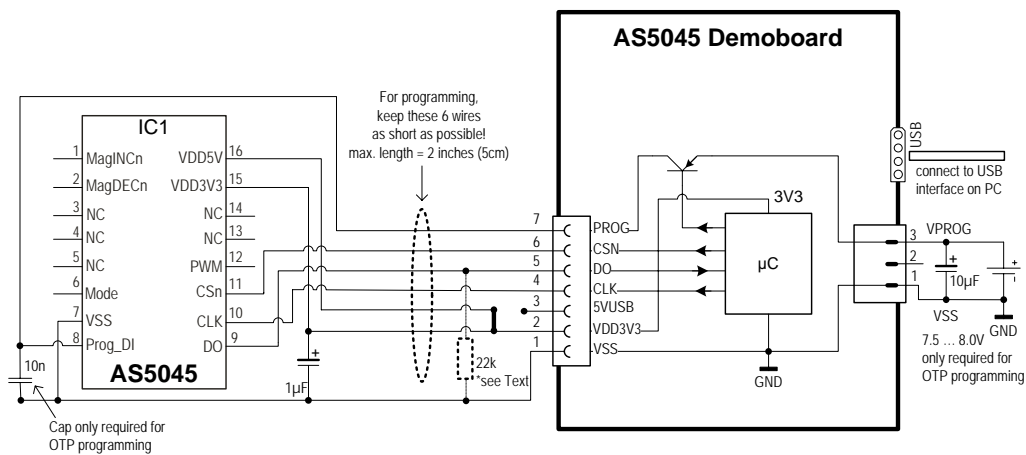 AS5045 Demoboard
For programming,
keep these 6 wires
as short as possible!
max. length = 2 inches (5cm)
IC1
1
MagINCn
2
MagDECn
3
NC
4
NC
5
NC
6
Mode
7
VSS
8
Prog_DI
VDD5V
16
VDD3V3
15
NC
14
NC
13
PWM
12
CSn
11
CLK
10
DO
9
AS5045
10n
Cap only required for
OTP programming
+
1µF
22k
*see Text
7
PROG
6
CSN
5
DO
4
CLK
3
5VUSB
2
VDD3V3
1
VSS
3V3
µC
GND
USB
connect to USB
interface on PC
3
VPROG
2
1
+
10µF
+
-
VSS
GND
7.5 ... 8.0V
only required for
OTP programming